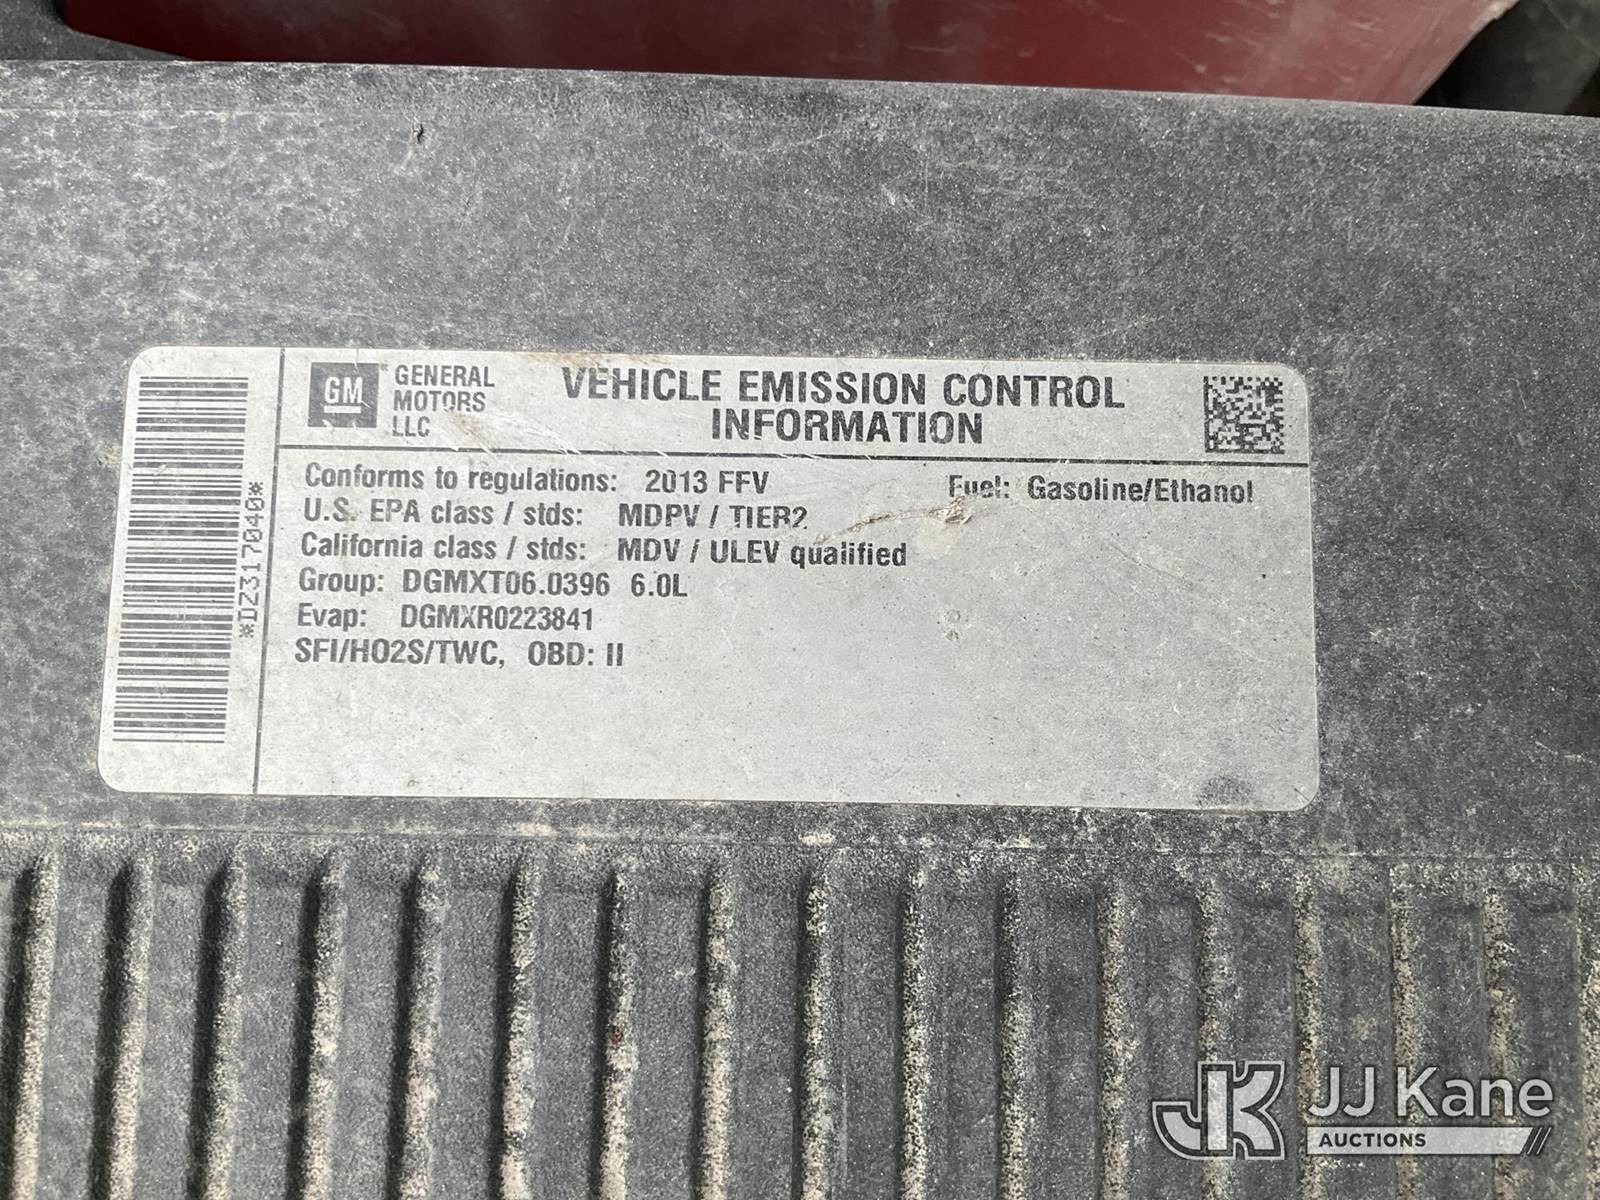 GM
GENERAL
MOTORS
LLC
VEHICLE EMISSION CONTROL
INFORMATION
Conforms to regulations: 2013 FFV
Fuel: Gasoline/Ethanol
U.S. EPA class / stds: MDPV / TIER2
California class / stds: MDV / ULEV qualified
Group: DGMXT06.0396 6.0L
Evap: DGMXR0223841
SFI/HO2S/TWC, OBD: II
*DZ317040*
JK JJ Kane
AUCTIONS